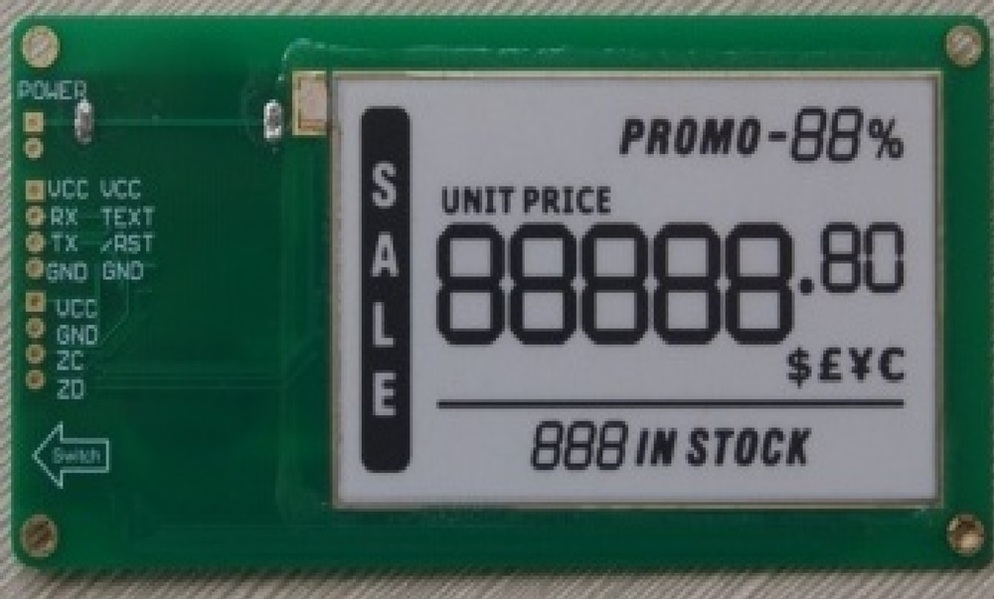 POWER
VCC VCC
RX TEXT
TX /RST
GND GND
VCC
GND
ZC
ZD
Switch
SALE
PROMO-88%
UNIT PRICE
88888.80
$£¥C
888 IN STOCK